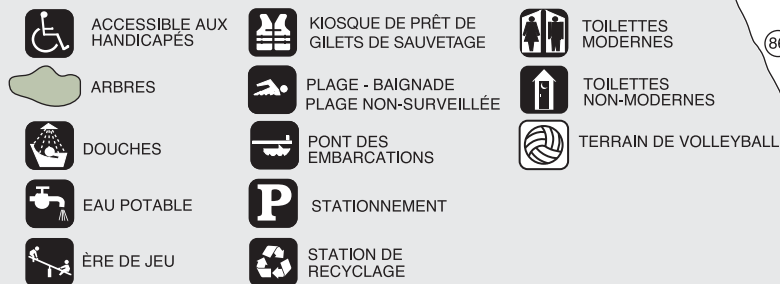 ACCESSIBLE AUX
HANDICAPÉS
ARBRES
DOUCHES
EAU POTABLE
ÈRE DE JEU
KIOSQUE DE PRÊT DE
GILETS DE SAUVETAGE
PLAGE - BAIGNADE
PLAGE NON-SURVEILLÉE
PONT DES
EMBARCATIONS
P STATIONNEMENT
STATION DE
RECYCLAGE
TOILETTES
MODERNES
TOILETTES
NON-MODERNES
TERRAIN DE VOLLEYBALL